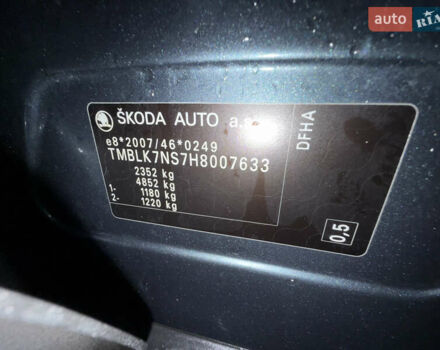 auto RIA
ŠKODA AUTO a.s.
e8*2007/46*0249
TMBLK7NS7H8007633
2352 kg
4852 kg
1- 1180 kg
2- 1220 kg
DFHA
0,5